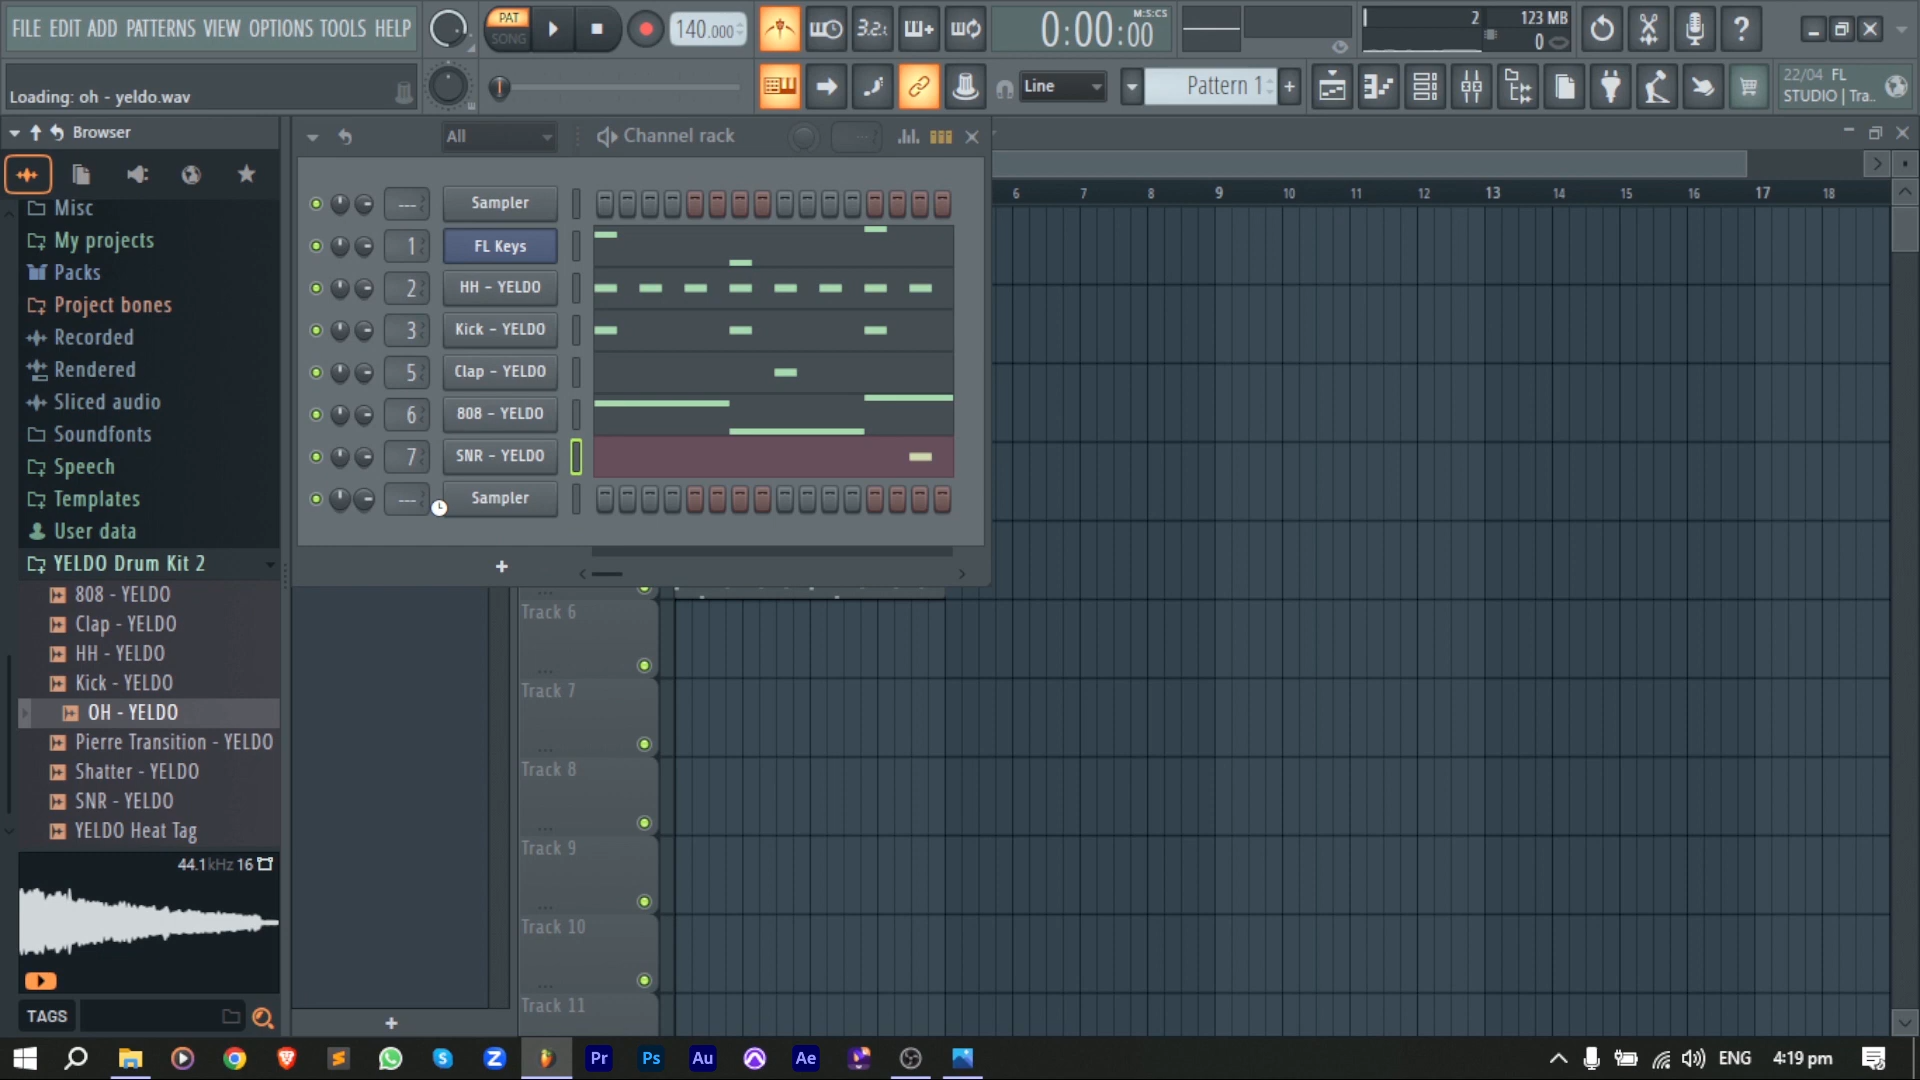 FILE EDIT ADD PATTERNS VIEW OPTIONS TOOLS HELP
PAT
SONG
140.000
3.2.:
0:00:00
M:S:CS
2
123 MB
0
Loading: oh - yeldo.wav
Line
Pattern 1
22/04 FL
STUDIO | Tra..
Browser
All
Channel rack
Misc
My projects
Packs
Project bones
Recorded
Rendered
Sliced audio
Soundfonts
Speech
Templates
User data
YELDO Drum Kit 2
808 - YELDO
Clap - YELDO
HH - YELDO
Kick - YELDO
OH - YELDO
Pierre Transition - YELDO
Shatter - YELDO
SNR - YELDO
YELDO Heat Tag
44.1kHz 16
TAGS
--- Sampler
1 FL Keys
2 HH - YELDO
3 Kick - YELDO
5 Clap - YELDO
6 808 - YELDO
7 SNR - YELDO
--- Sampler
6 7 8 9 10 11 12 13 14 15 16 17 18
Track 6
Track 7
Track 8
Track 9
Track 10
Track 11
Pr Ps Au Ae
ENG 4:19 pm